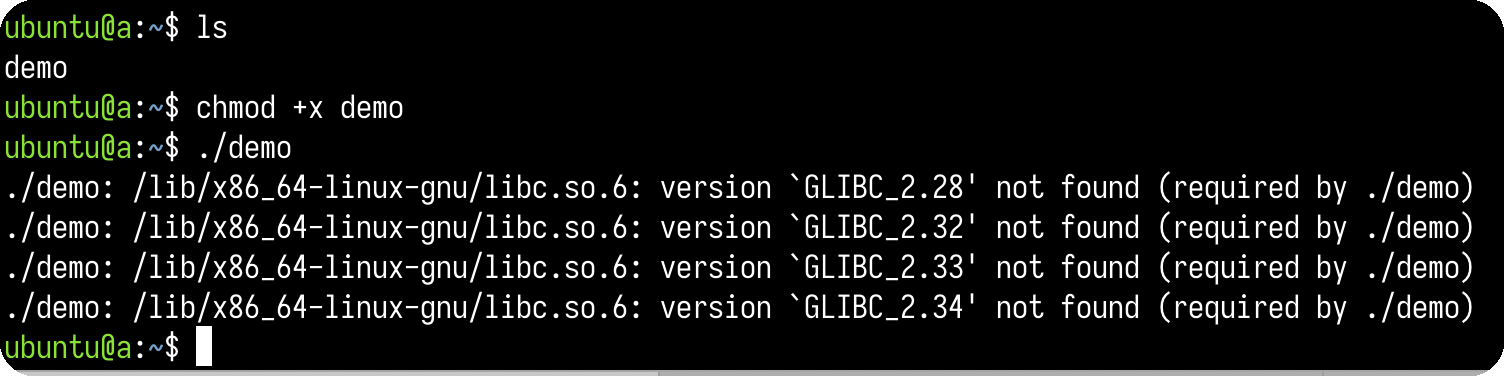 ubuntu@a:~$ ls
demo
ubuntu@a:~$ chmod +x demo
ubuntu@a:~$ ./demo
./demo: /lib/x86_64-linux-gnu/libc.so.6: version `GLIBC_2.28' not found (required by ./demo)
./demo: /lib/x86_64-linux-gnu/libc.so.6: version `GLIBC_2.32' not found (required by ./demo)
./demo: /lib/x86_64-linux-gnu/libc.so.6: version `GLIBC_2.33' not found (required by ./demo)
./demo: /lib/x86_64-linux-gnu/libc.so.6: version `GLIBC_2.34' not found (required by ./demo)
ubuntu@a:~$